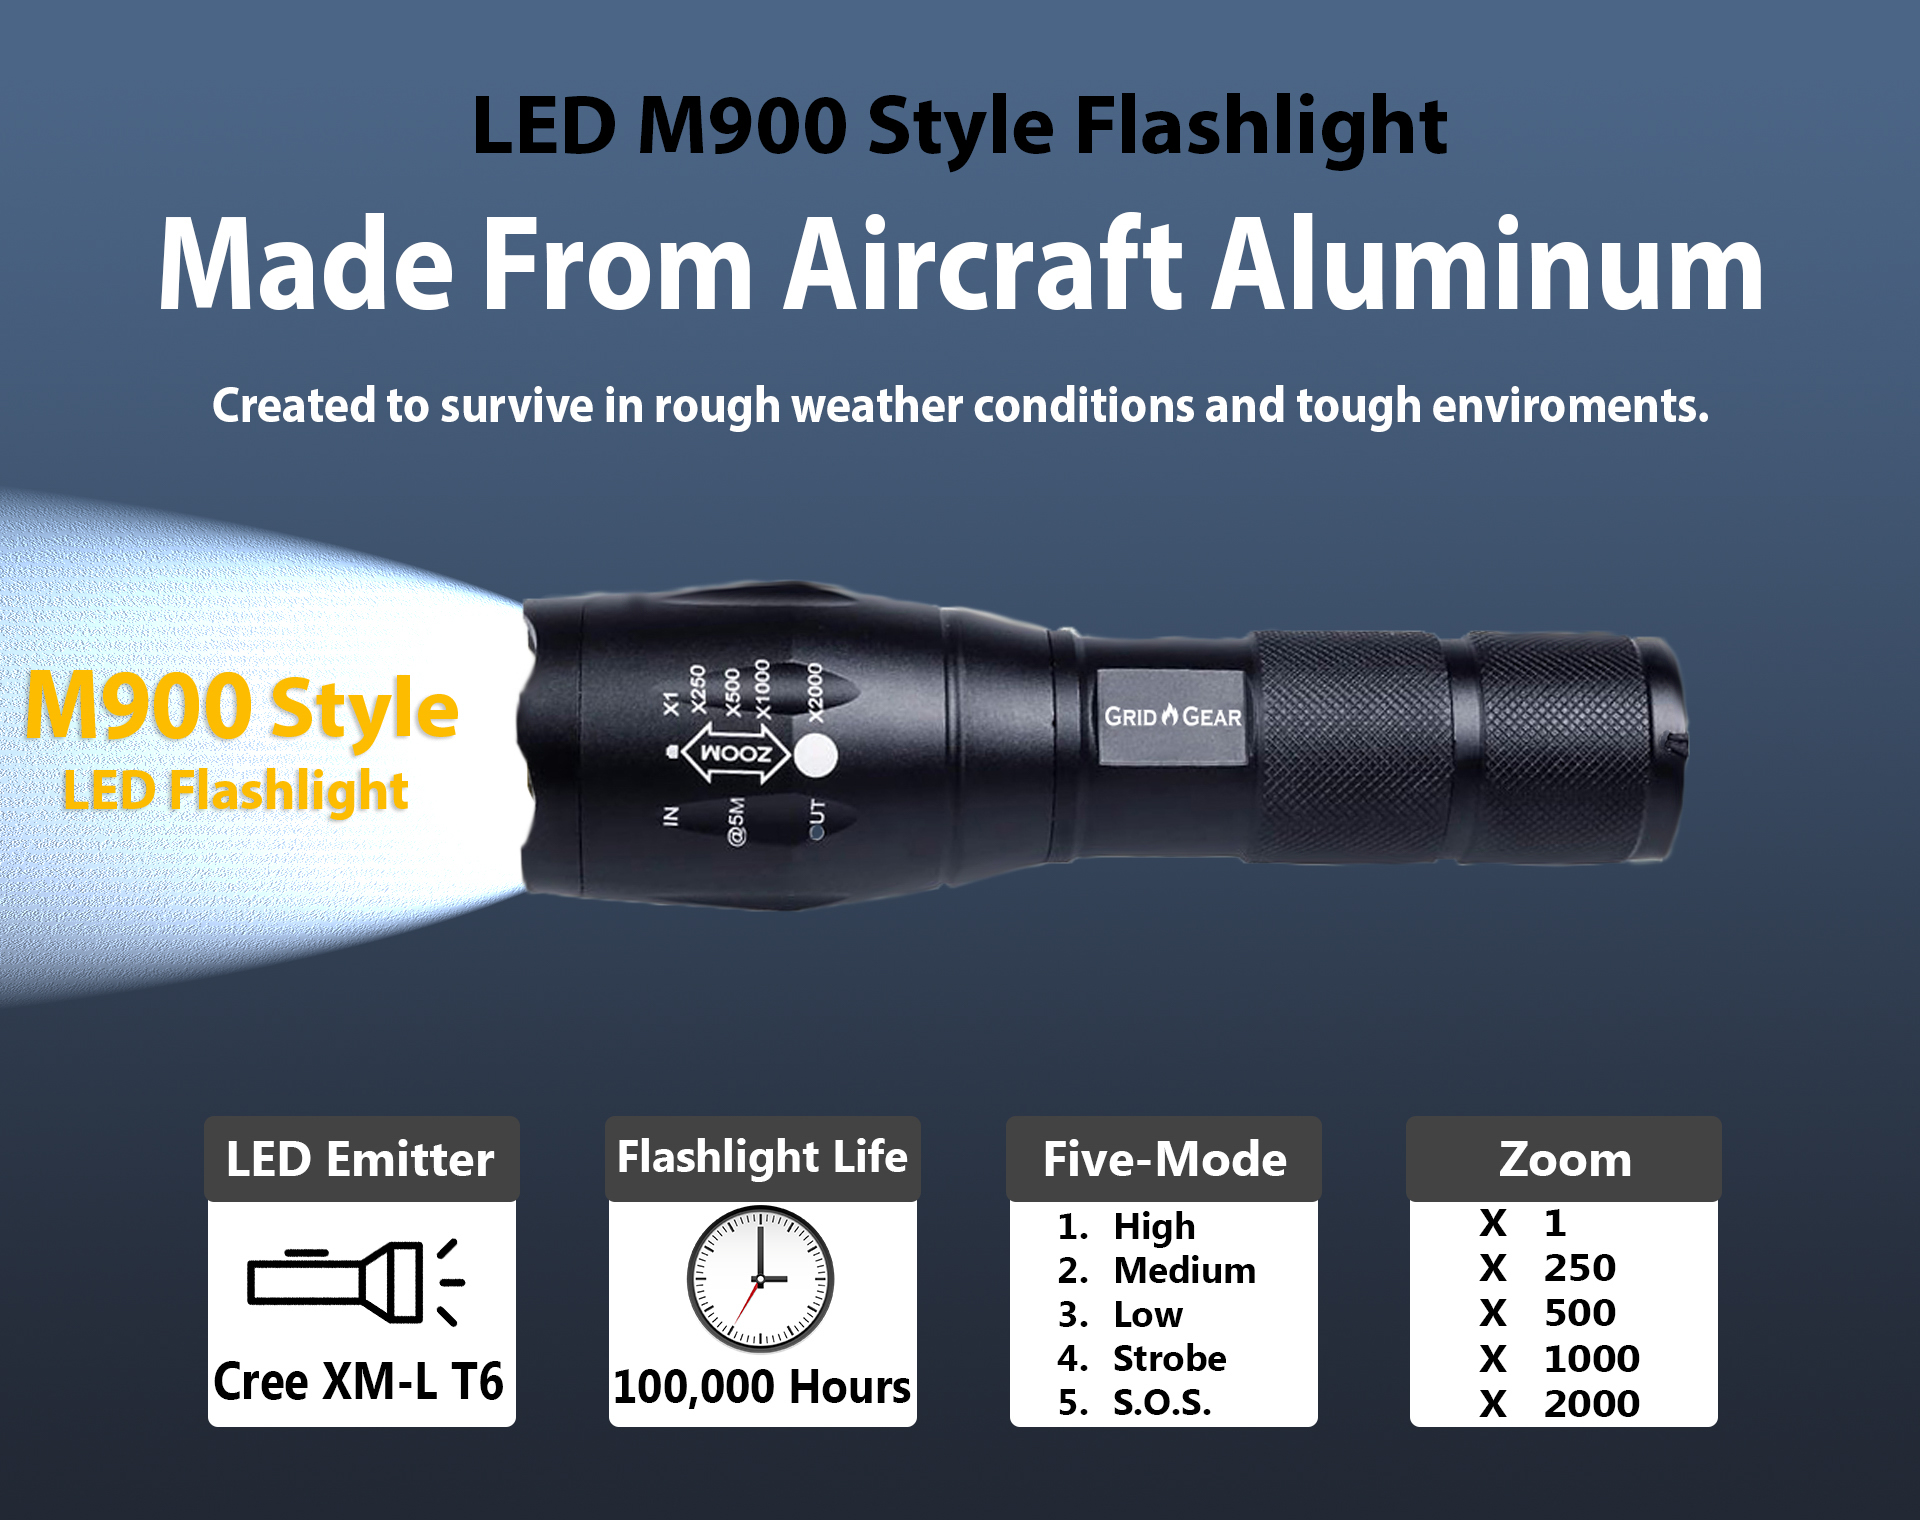 LED M900 Style Flashlight
Made From Aircraft Aluminum
Created to survive in rough weather conditions and tough enviroments.
M900 Style
LED Flashlight
X1
X250
X500
X1000
X2000
ZOOM
IN
@5M
OUT
GRID GEAR
LED Emitter
Cree XM-L T6
Flashlight Life
100,000 Hours
Five-Mode
1. High
2. Medium
3. Low
4. Strobe
5. S.O.S.
Zoom
X 1
X 250
X 500
X 1000
X 2000